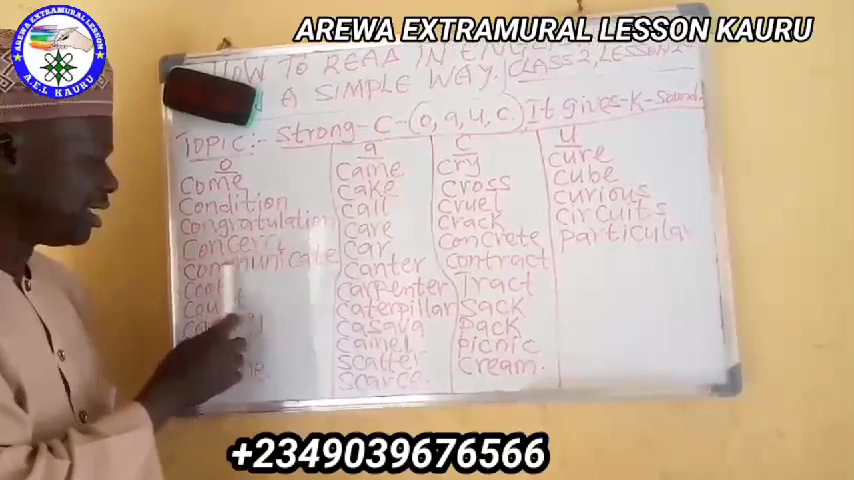 AREWA EXTRAMURAL LESSON KAURU
AREWA EXTRAMURAL LESSON
A.E.L KAURU
HOW TO READ IN
A SIMPLE WAY. CLASS 2, LESSON 2
TOPIC:- Strong-C-(o,a,u,c.) It gives-K-Sound.
o
Come
Condition
Congratulation
Concern
communicate
a
Came
Cake
Call
Care
Car
Canter
Carpenter
Caterpillar
Casava
Camel
Scatter
Scarce.
C
Cry
Cross
Cruel
Crack
Concrete
Contract
Tract
Sack
Pack
Picnic
Cream.
U
Cure
Cube
Curious
Circuits
Particular
+2349039676566